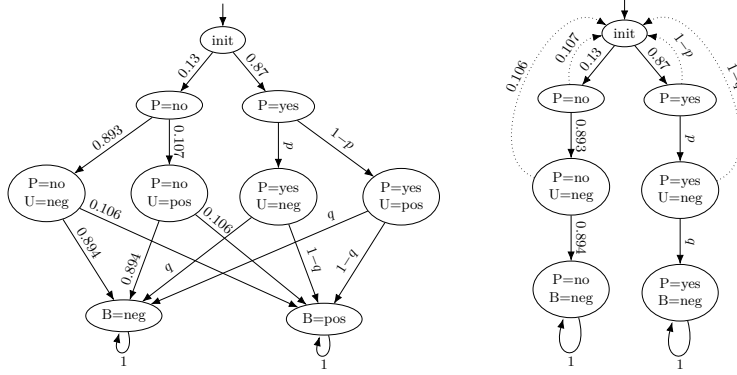 init
0.13
0.87
P=no
P=yes
0.893
0.107
p
1−p
P=no
U=neg
P=no
U=pos
P=yes
U=neg
P=yes
U=pos
0.106
0.894
0.894
0.106
q
1−q
q
1−q
B=neg
B=pos
1
1
init
0.106
0.107
0.13
0.87
1−p
1−q
P=no
P=yes
0.893
p
P=no
U=neg
P=yes
U=neg
0.894
q
P=no
B=neg
P=yes
B=neg
1
1